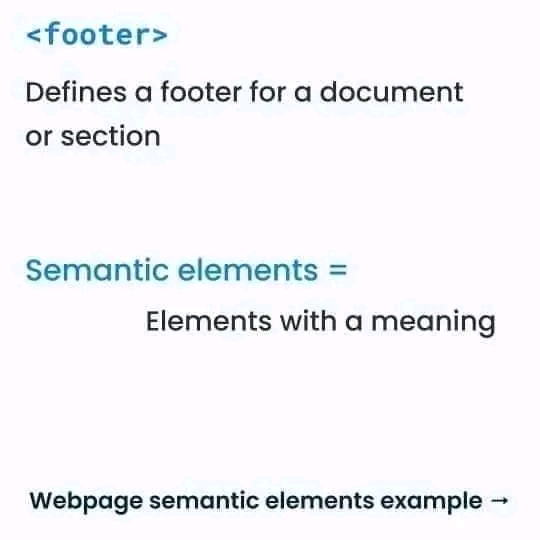 <footer>
Defines a footer for a document
or section
Semantic elements =
Elements with a meaning
Webpage semantic elements example →